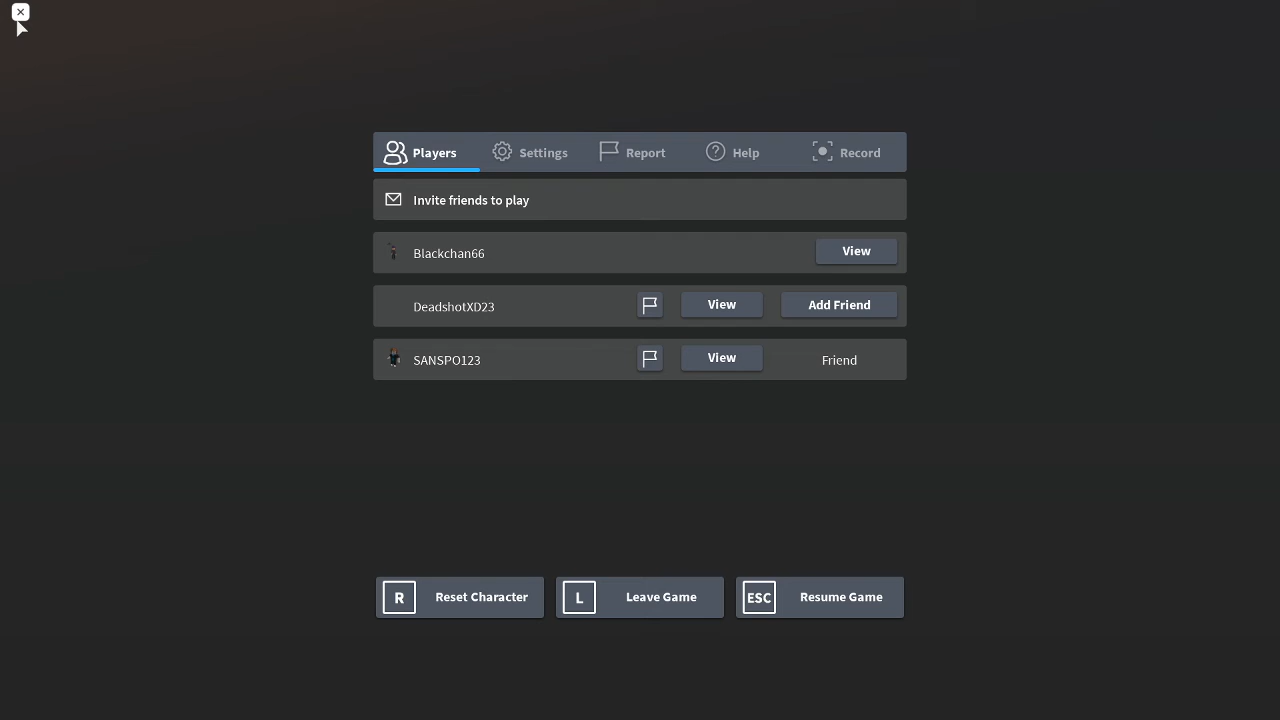 Players Settings Report Help Record
Invite friends to play
Blackchan66 View
DeadshotXD23 View Add Friend
SANSPO123 View Friend
R Reset Character L Leave Game ESC Resume Game